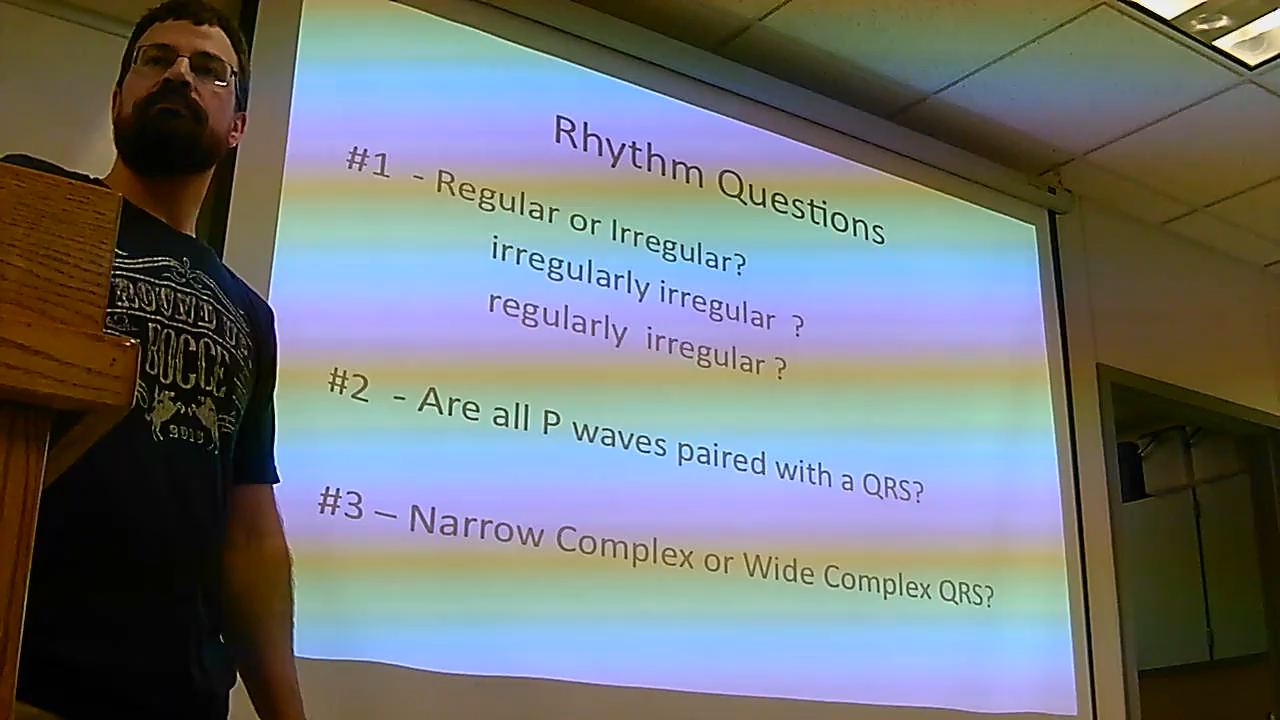 Rhythm Questions
#1 - Regular or Irregular?
irregularly irregular ?
regularly irregular ?
#2 - Are all P waves paired with a QRS?
#3 – Narrow Complex or Wide Complex QRS?